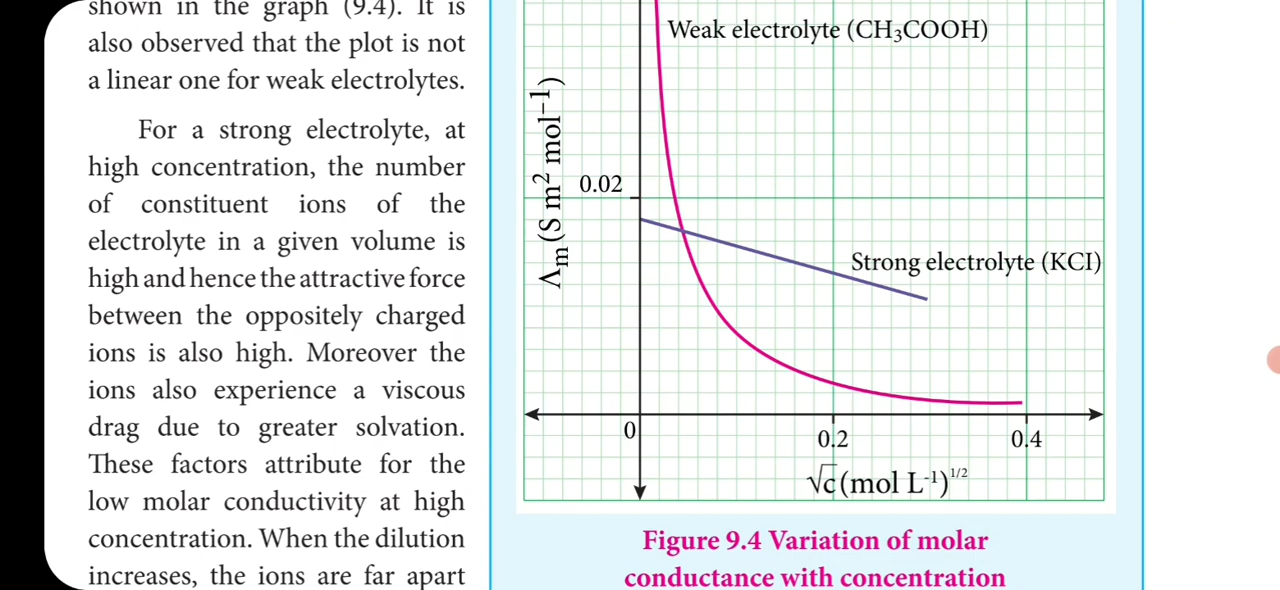 shown in the graph (9.4). It is
also observed that the plot is not
a linear one for weak electrolytes.
For a strong electrolyte, at
high concentration, the number
of constituent ions of the
electrolyte in a given volume is
high and hence the attractive force
between the oppositely charged
ions is also high. Moreover the
ions also experience a viscous
drag due to greater solvation.
These factors attribute for the
low molar conductivity at high
concentration. When the dilution
increases, the ions are far apart
Weak electrolyte (CH₃COOH)
Λm (S m² mol⁻¹)
0.02
Strong electrolyte (KCI)
0
0.2
0.4
√c (mol L⁻¹)¹/²
Figure 9.4 Variation of molar
conductance with concentration